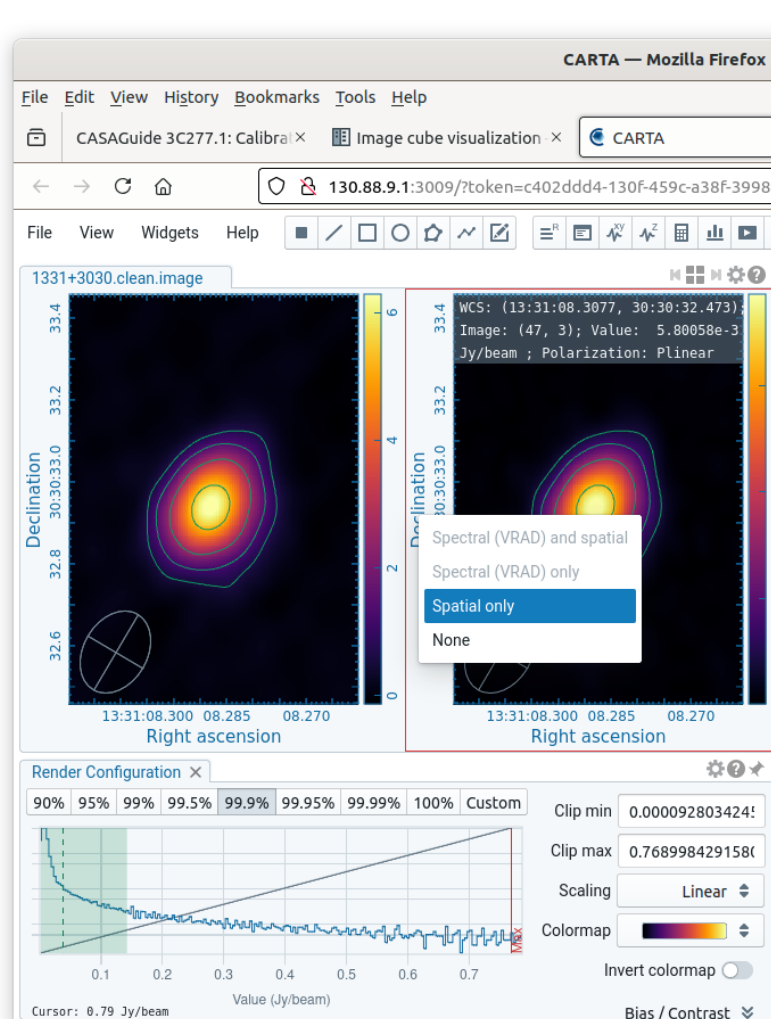 CARTA — Mozilla Firefox
File Edit View History Bookmarks Tools Help
CASAGuide 3C277.1: Calibrat
Image cube visualization -
CARTA
130.88.9.1:3009/?token=c402ddd4-130f-459c-a38f-3998
File View Widgets Help
1331+3030.clean.image
WCS: (13:31:08.3077, 30:30:32.473);
Image: (47, 3); Value: 5.80058e-3
Jy/beam ; Polarization: Plinear
33.4
33.2
30:30:33.0
32.8
32.6
Declination
13:31:08.300 08.285 08.270
Right ascension
6
4
2
0
33.4
33.2
30:30:33.0
Declination
Spectral (VRAD) and spatial
Spectral (VRAD) only
Spatial only
None
13:31:08.300 08.285 08.270
Right ascension
Render Configuration
90% 95% 99% 99.5% 99.9% 99.95% 99.99% 100% Custom
Max
0.1 0.2 0.3 0.4 0.5 0.6 0.7
Value (Jy/beam)
Cursor: 0.79 Jy/beam
Clip min 0.0000928034245
Clip max 0.768998429158
Scaling Linear
Colormap
Invert colormap
Bias / Contrast